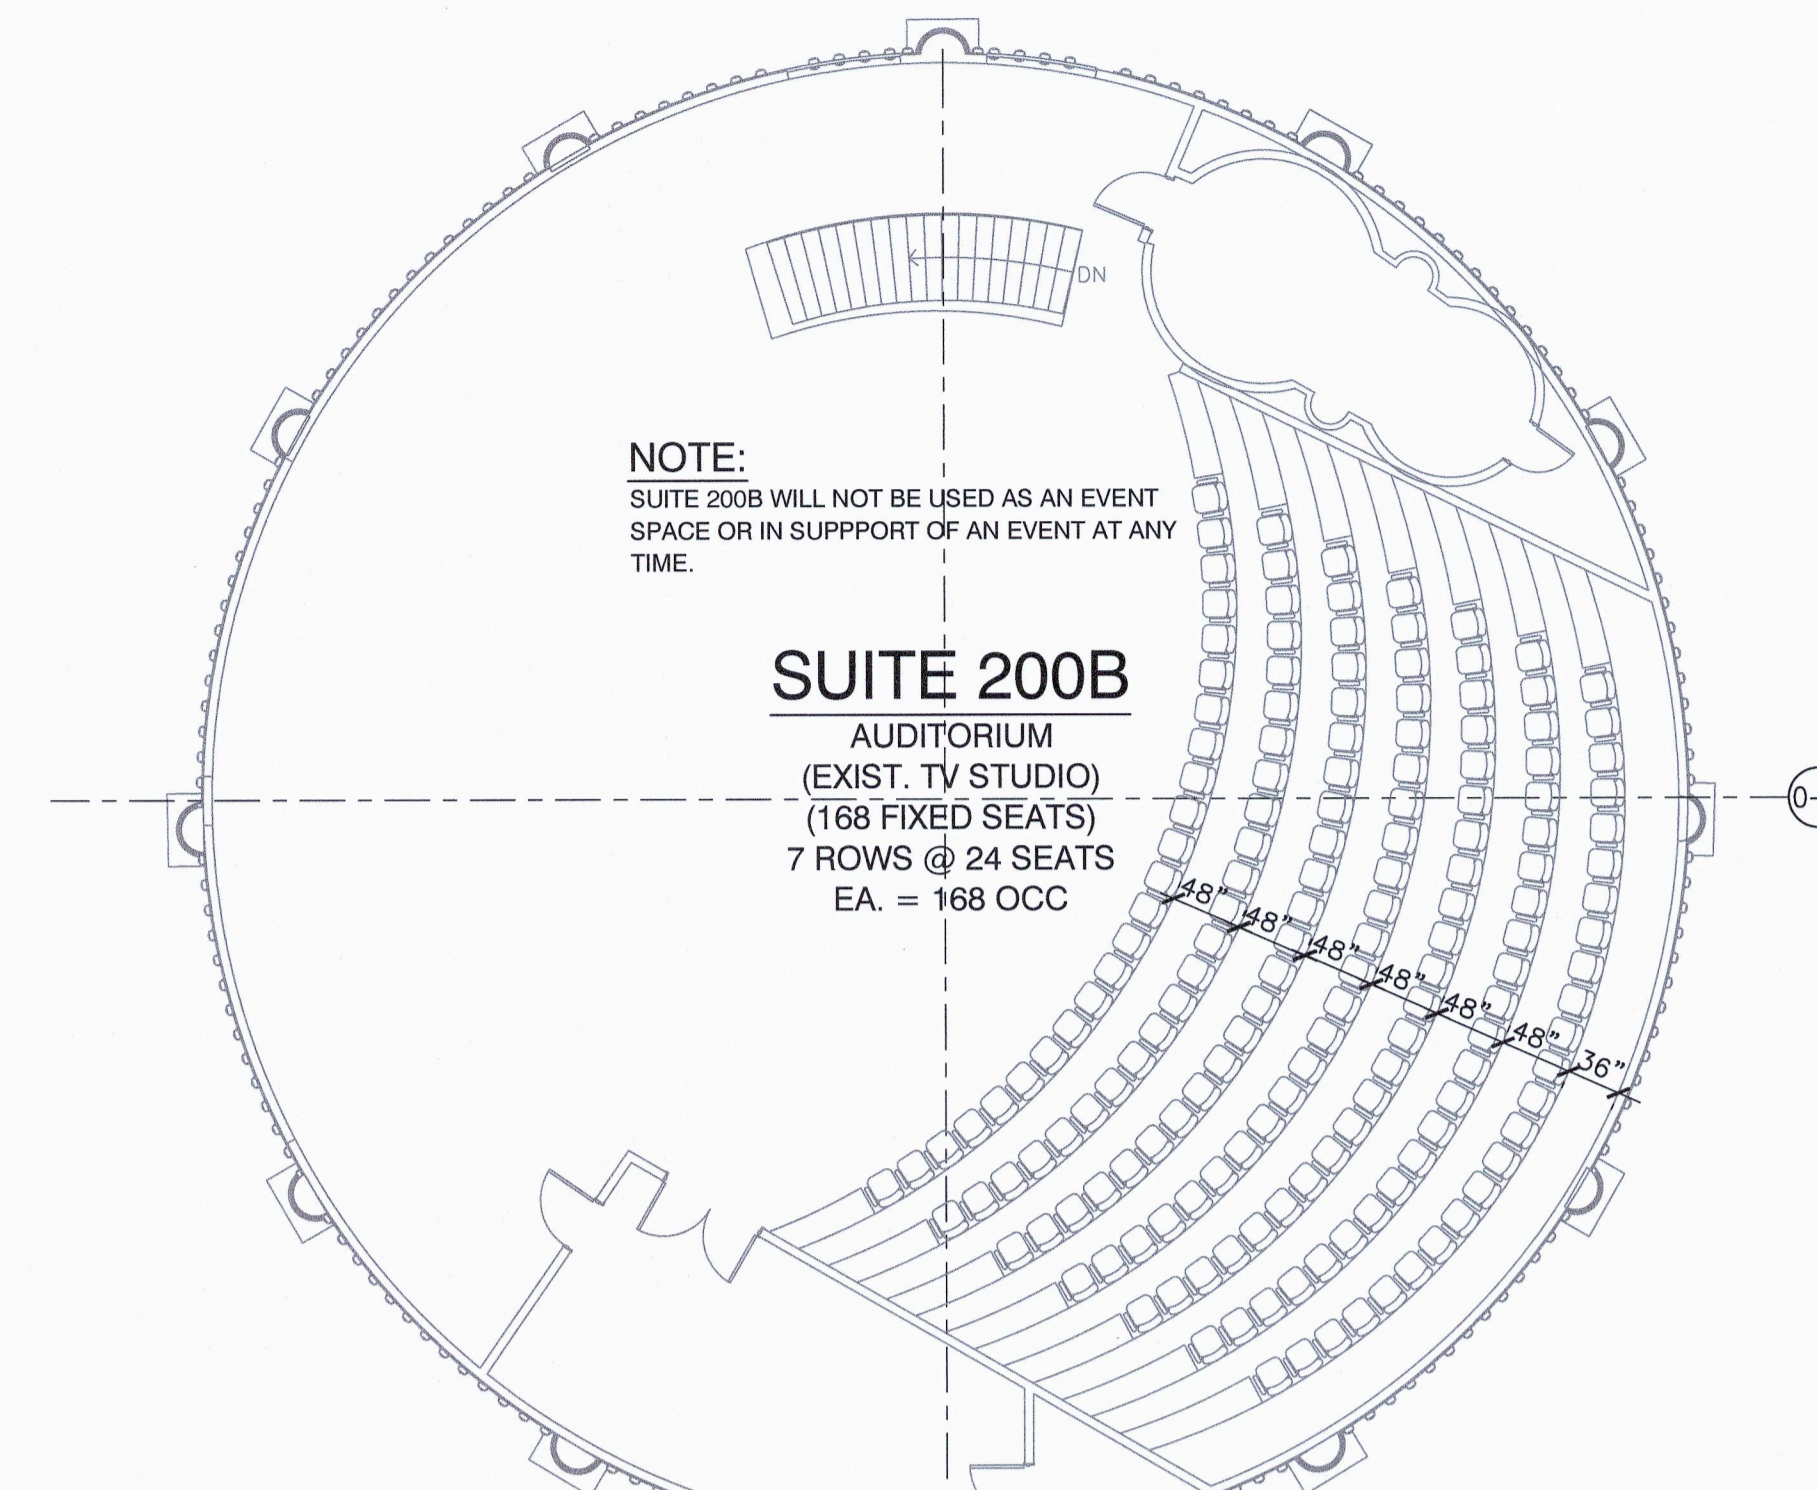 DN
NOTE:
SUITE 200B WILL NOT BE USED AS AN EVENT
SPACE OR IN SUPPPORT OF AN EVENT AT ANY
TIME.
SUITE 200B
AUDITORIUM
(EXIST. TV STUDIO)
(168 FIXED SEATS)
7 ROWS @ 24 SEATS
EA. = 168 OCC
48"
48"
48"
48"
48"
48"
36"
0-